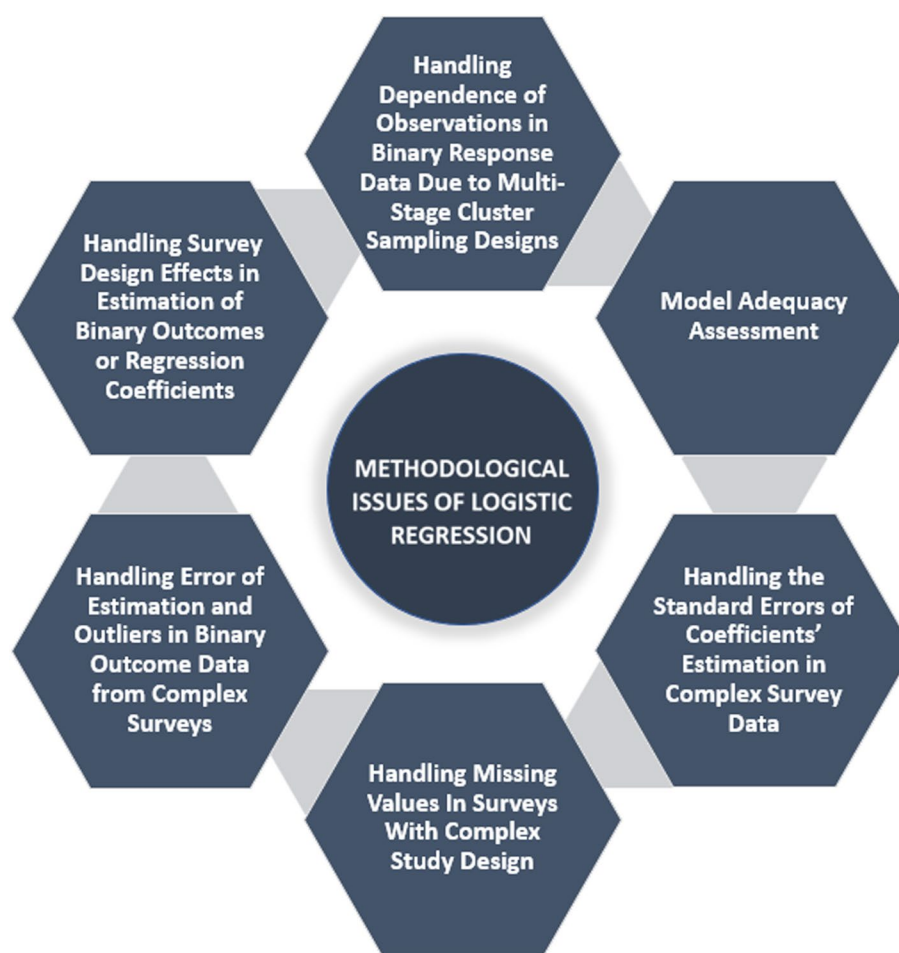 Handling
Dependence of
Observations in
Binary Response
Data Due to Multi-
Stage Cluster
Sampling Designs
Model Adequacy
Assessment
Handling the
Standard Errors of
Coefficients’
Estimation in
Complex Survey
Data
Handling Missing
Values In Surveys
With Complex
Study Design
Handling Error of
Estimation and
Outliers in Binary
Outcome Data
from Complex
Surveys
Handling Survey
Design Effects in
Estimation of
Binary Outcomes
or Regression
Coefficients
METHODOLOGICAL
ISSUES OF LOGISTIC
REGRESSION